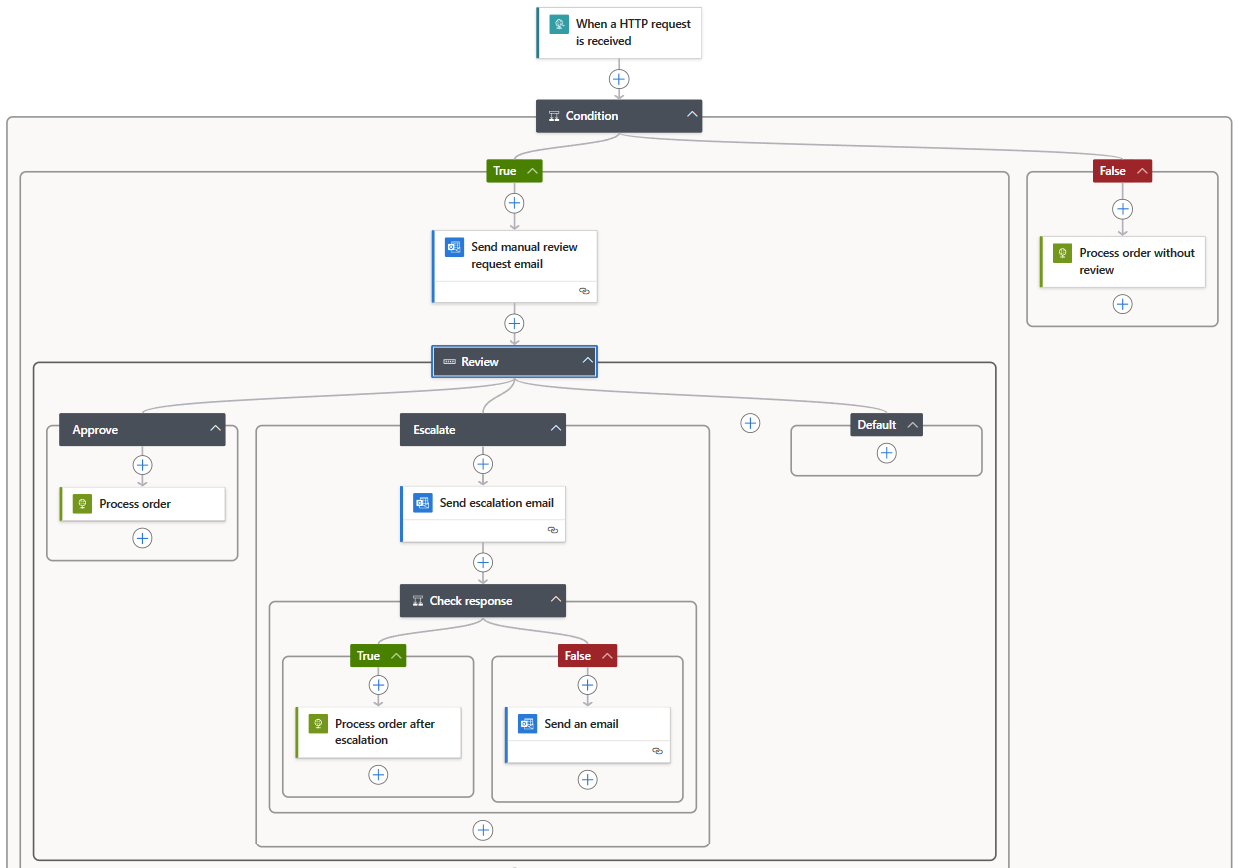 When a HTTP request
is received
Condition
True
False
Send manual review
request email
Process order without
review
Review
Approve
Escalate
Default
Process order
Send escalation email
Check response
True
False
Process order after
escalation
Send an email